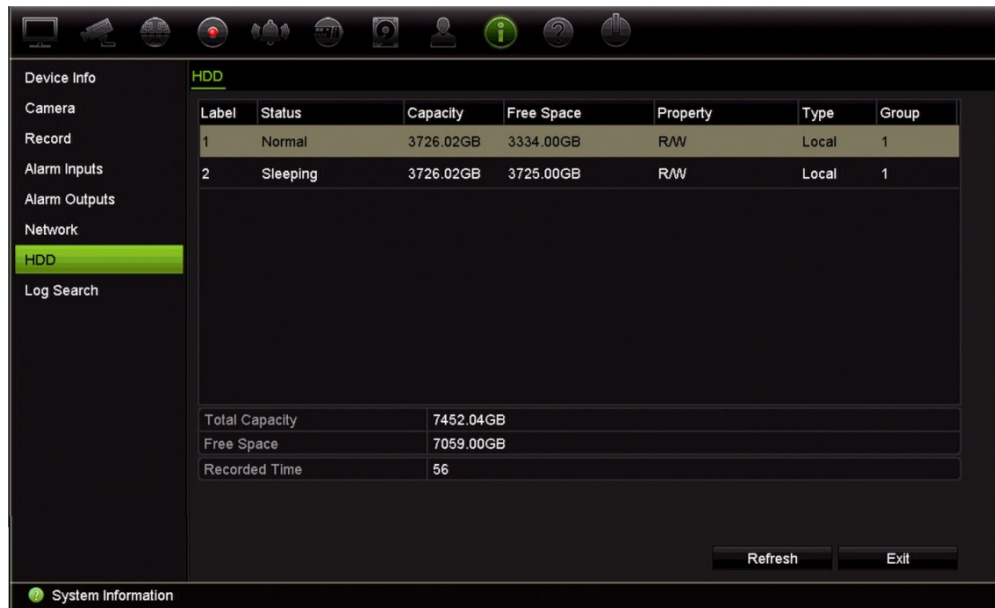 Device Info
Camera
Record
Alarm Inputs
Alarm Outputs
Network
HDD
Log Search
HDD
Label Status Capacity Free Space Property Type Group
1 Normal 3726.02GB 3334.00GB R/W Local 1
2 Sleeping 3726.02GB 3725.00GB R/W Local 1
Total Capacity 7452.04GB
Free Space 7059.00GB
Recorded Time 56
Refresh Exit
System Information